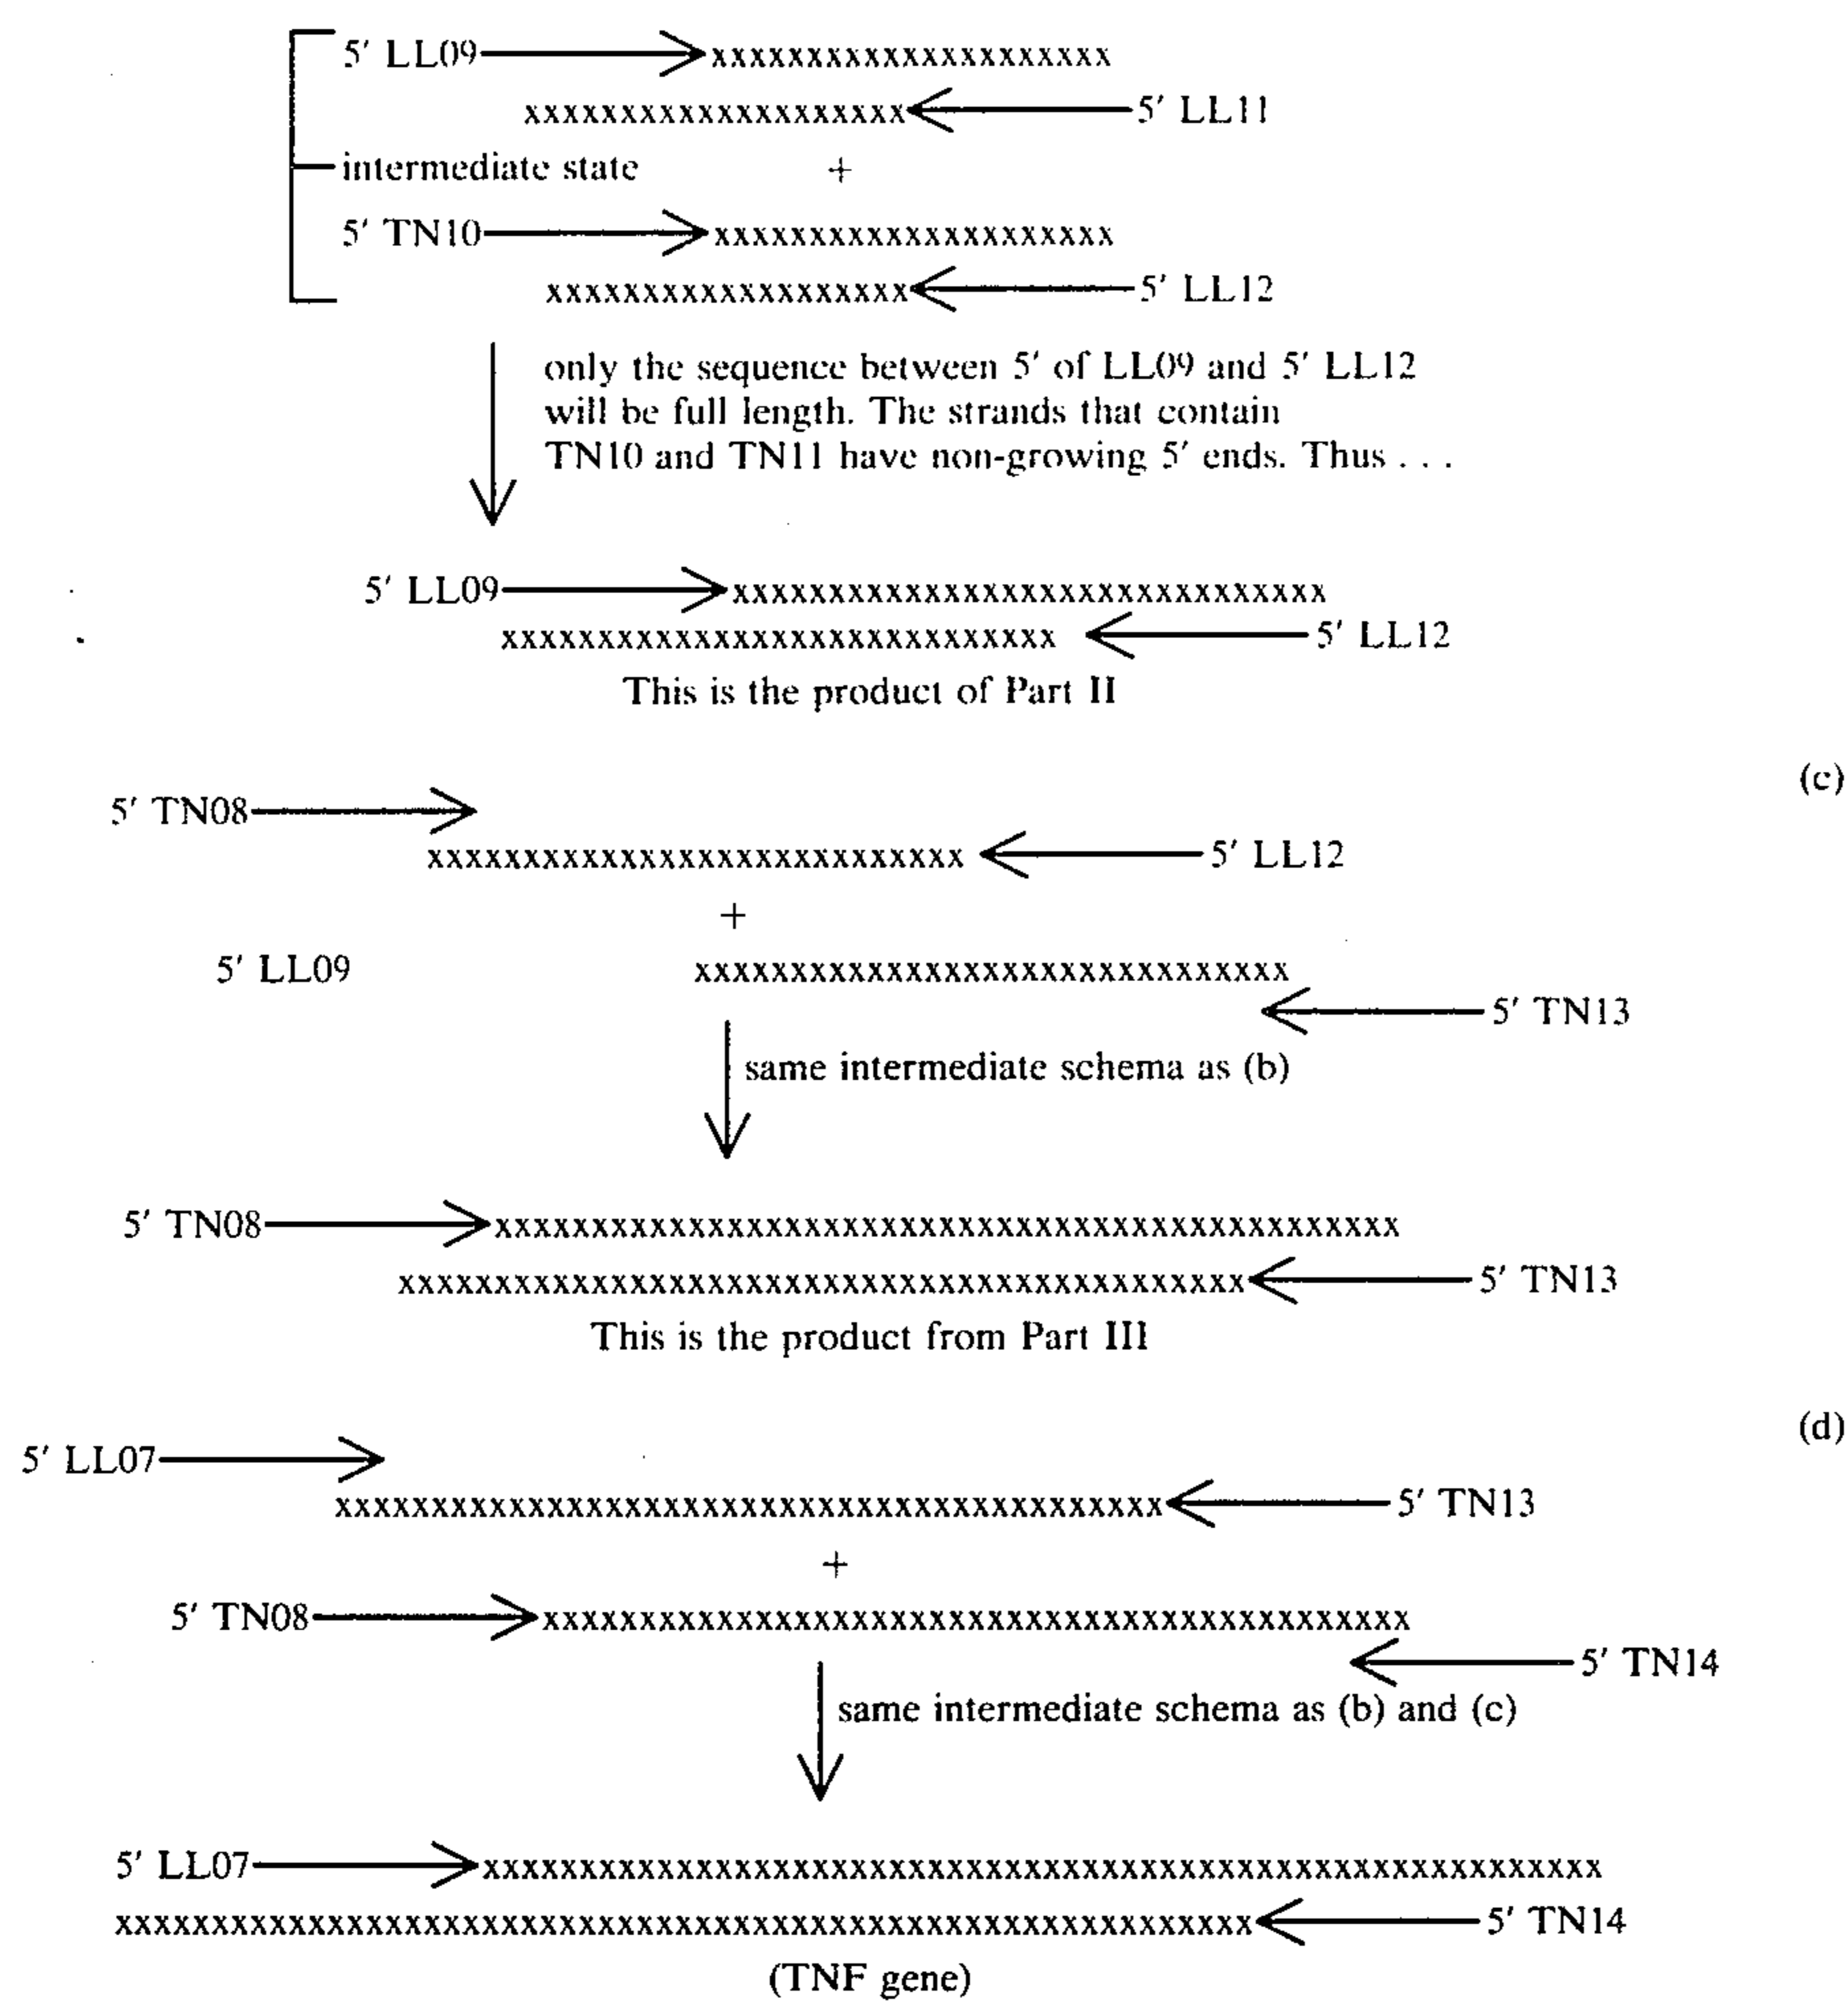 5' LL09 xxxxxxxxxxxxxxxxxxxxx
xxxxxxxxxxxxxxxxxxxx 5' LL11
intermediate state +
5' TN10 xxxxxxxxxxxxxxxxxxxxx
xxxxxxxxxxxxxxxxxxx 5' LL12
only the sequence between 5' of LL09 and 5' LL12
will be full length. The strands that contain
TN10 and TN11 have non-growing 5' ends. Thus . . .
5' LL09 xxxxxxxxxxxxxxxxxxxxxxxxxxxxxxx
xxxxxxxxxxxxxxxxxxxxxxxxxxxxx 5' LL12
This is the product of Part II
(c)
5' TN08
xxxxxxxxxxxxxxxxxxxxxxxxxxxx 5' LL12
+
5' LL09 xxxxxxxxxxxxxxxxxxxxxxxxxxxxxxx
5' TN13
same intermediate schema as (b)
5' TN08 xxxxxxxxxxxxxxxxxxxxxxxxxxxxxxxxxxxxxxxxxxxxxxx
xxxxxxxxxxxxxxxxxxxxxxxxxxxxxxxxxxxxxxxxxxxx 5' TN13
This is the product from Part III
(d)
5' LL07
xxxxxxxxxxxxxxxxxxxxxxxxxxxxxxxxxxxxxxxxxxx 5' TN13
+
5' TN08 xxxxxxxxxxxxxxxxxxxxxxxxxxxxxxxxxxxxxxxxxxxxx
5' TN14
same intermediate schema as (b) and (c)
5' LL07 xxxxxxxxxxxxxxxxxxxxxxxxxxxxxxxxxxxxxxxxxxxxxxxxxxxxxxxxxx
xxxxxxxxxxxxxxxxxxxxxxxxxxxxxxxxxxxxxxxxxxxxxxxxxxxxxxxxxxx 5' TN14
(TNF gene)